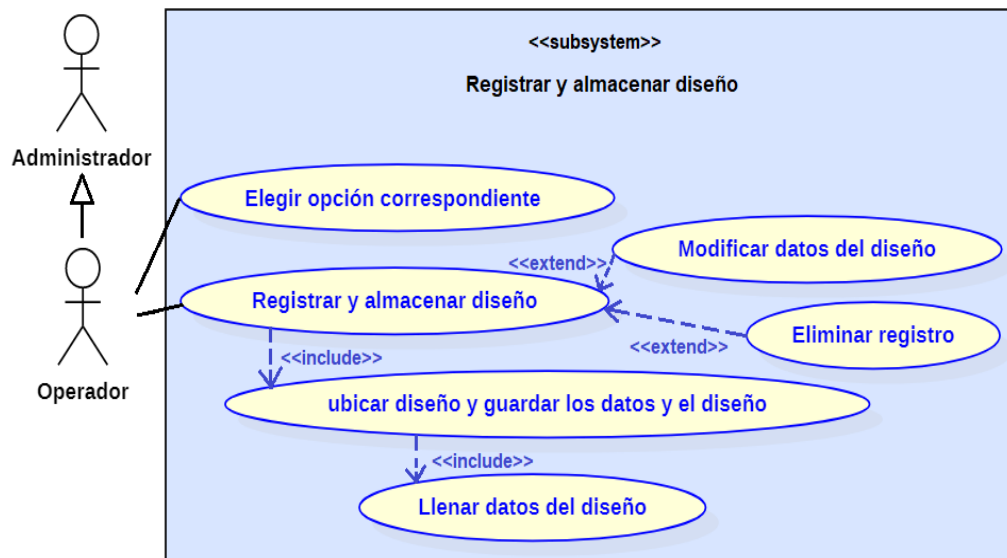 <<subsystem>>
Registrar y almacenar diseño
Administrador
Elegir opción correspondiente
Modificar datos del diseño
<<extend>>
Registrar y almacenar diseño
Eliminar registro
<<extend>>
<<include>>
Operador
ubicar diseño y guardar los datos y el diseño
<<include>>
Llenar datos del diseño